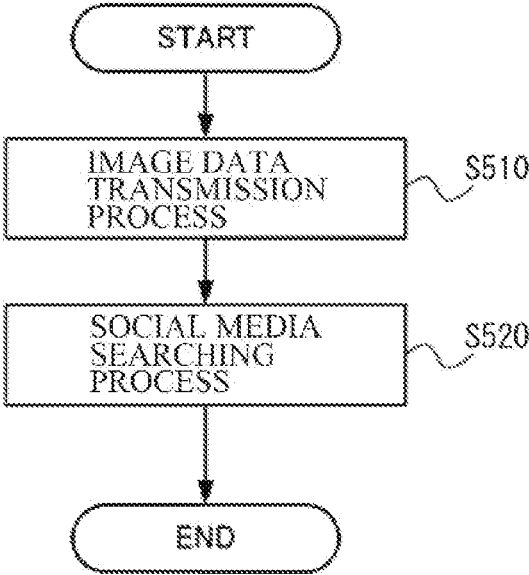 START
IMAGE DATA
TRANSMISSION
PROCESS
S510
SOCIAL MEDIA
SEARCHING
PROCESS
S520
END